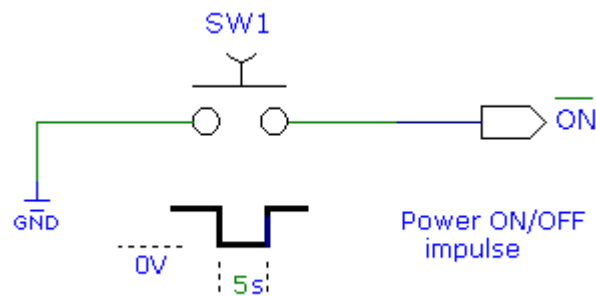 SW1
ON
GND
Power ON/OFF
impulse
0V
5s